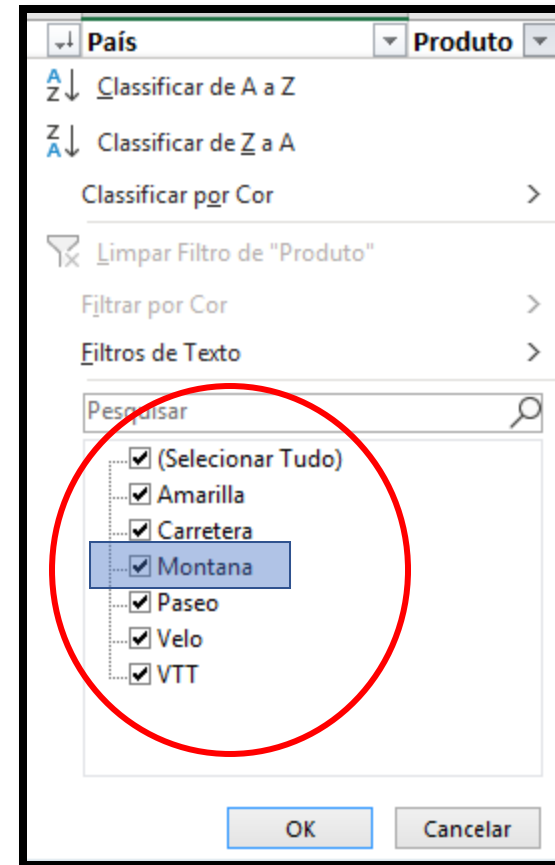 País Produto
Classificar de A a Z
Classificar de Z a A
Classificar por Cor
Limpar Filtro de "Produto"
Filtrar por Cor
Filtros de Texto
Pesquisar
(Selecionar Tudo)
Amarilla
Carretera
Montana
Paseo
Velo
VTT
OK Cancelar